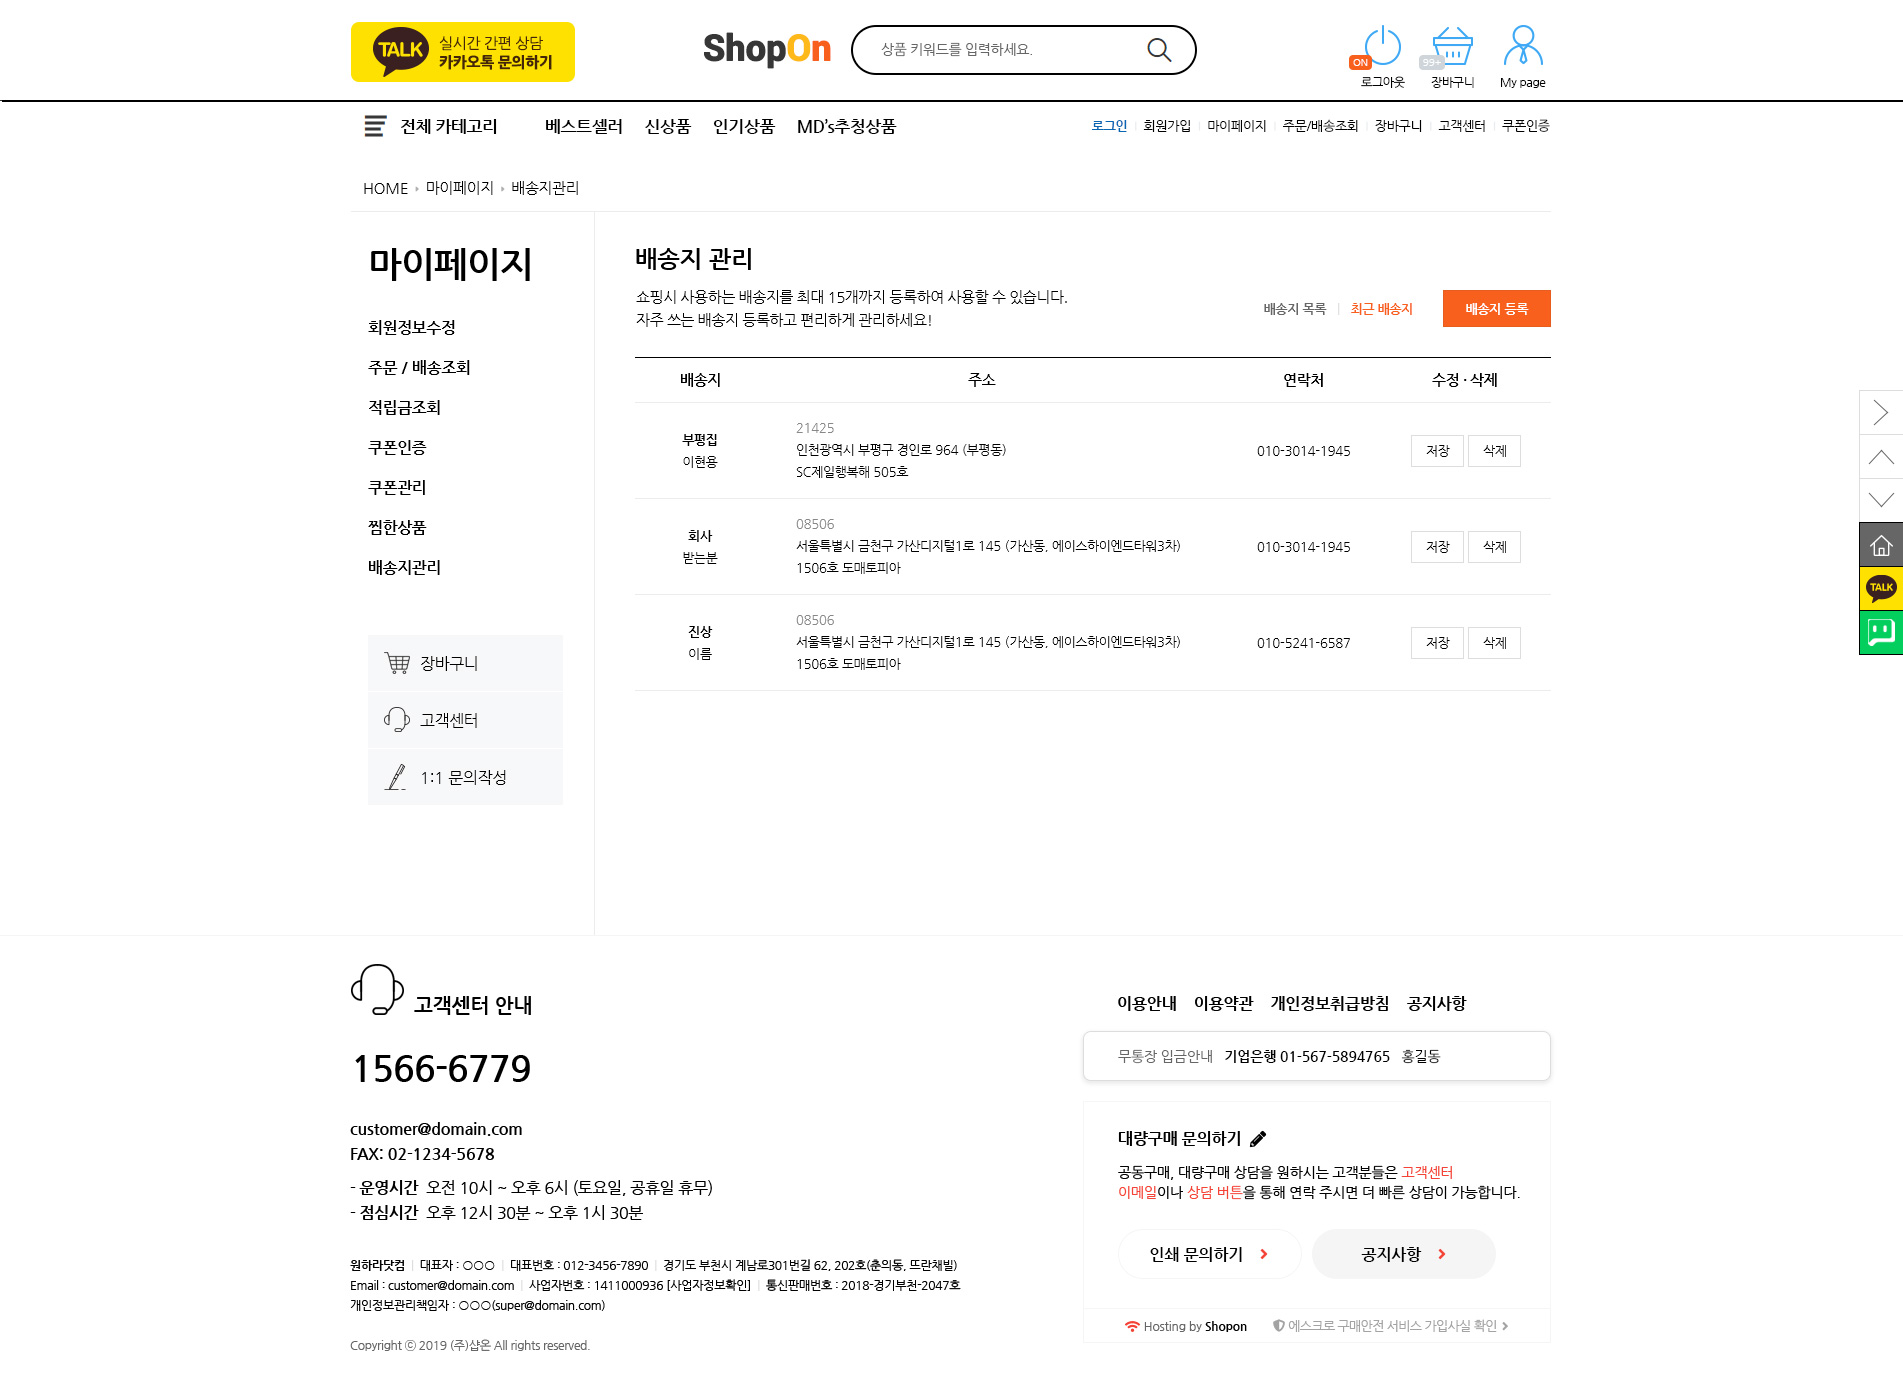 TALK 실시간 간편 상담
카카오톡 문의하기
ShopOn
상품 키워드를 입력하세요.
ON 로그아웃
99+ 장바구니
My page
전체 카테고리 베스트셀러 신상품 인기상품 MD's추청상품
로그인 회원가입 마이페이지 주문/배송조회 장바구니 고객센터 쿠폰인증
HOME 마이페이지 배송지관리
마이페이지
회원정보수정
주문 / 배송조회
적립금조회
쿠폰인증
쿠폰관리
찜한상품
배송지관리
장바구니
고객센터
1:1 문의작성
배송지 관리
쇼핑시 사용하는 배송지를 최대 15개까지 등록하여 사용할 수 있습니다.
자주 쓰는 배송지 등록하고 편리하게 관리하세요!
배송지 목록 최근 배송지 배송지 등록
배송지 주소 연락처 수정 · 삭제
부평집
이현용
21425
인천광역시 부평구 경인로 964 (부평동)
SC제일행복해 505호
010-3014-1945
저장 삭제
회사
받는분
08506
서울특별시 금천구 가산디지털1로 145 (가산동, 에이스하이엔드타워3차)
1506호 도매토피아
010-3014-1945
저장 삭제
진상
이름
08506
서울특별시 금천구 가산디지털1로 145 (가산동, 에이스하이엔드타워3차)
1506호 도매토피아
010-5241-6587
저장 삭제
TALK
고객센터 안내
1566-6779
customer@domain.com
FAX: 02-1234-5678
- 운영시간 오전 10시 ~ 오후 6시 (토요일, 공휴일 휴무)
- 점심시간 오후 12시 30분 ~ 오후 1시 30분
원하라닷컴 대표자 : ○○○ 대표번호 : 012-3456-7890 경기도 부천시 계남로301번길 62, 202호(춘의동, 뜨란채빌)
Email : customer@domain.com 사업자번호 : 1411000936 [사업자정보확인] 통신판매번호 : 2018-경기부천-2047호
개인정보관리책임자 : ○○○(super@domain.com)
Copyright ⓒ 2019 (주)샵온 All rights reserved.
이용안내 이용약관 개인정보취급방침 공지사항
무통장 입금안내 기업은행 01-567-5894765 홍길동
대량구매 문의하기
공동구매, 대량구매 상담을 원하시는 고객분들은 고객센터
이메일이나 상담 버튼을 통해 연락 주시면 더 빠른 상담이 가능합니다.
인쇄 문의하기 공지사항
Hosting by Shopon 에스크로 구매안전 서비스 가입사실 확인